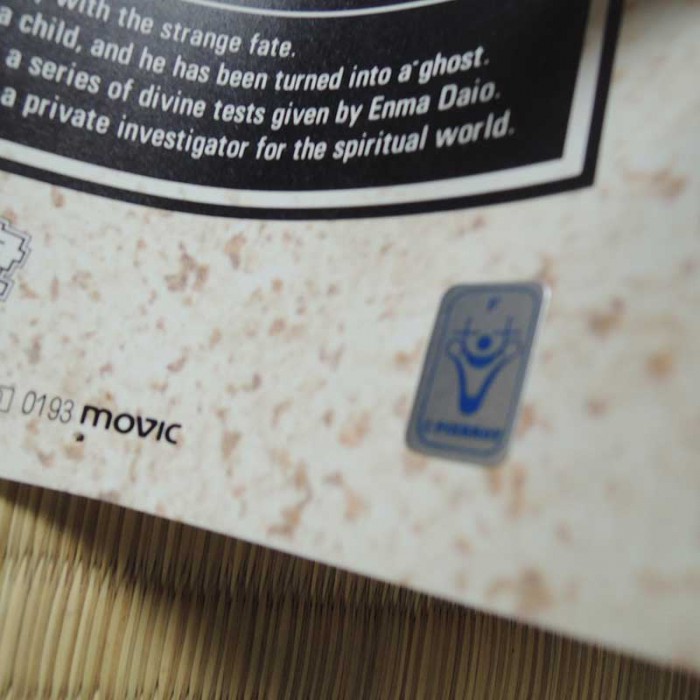 with the strange fate.
a child, and he has been turned into a ghost.
a series of divine tests given by Enma Daio.
a private investigator for the spiritual world.
0193 movic